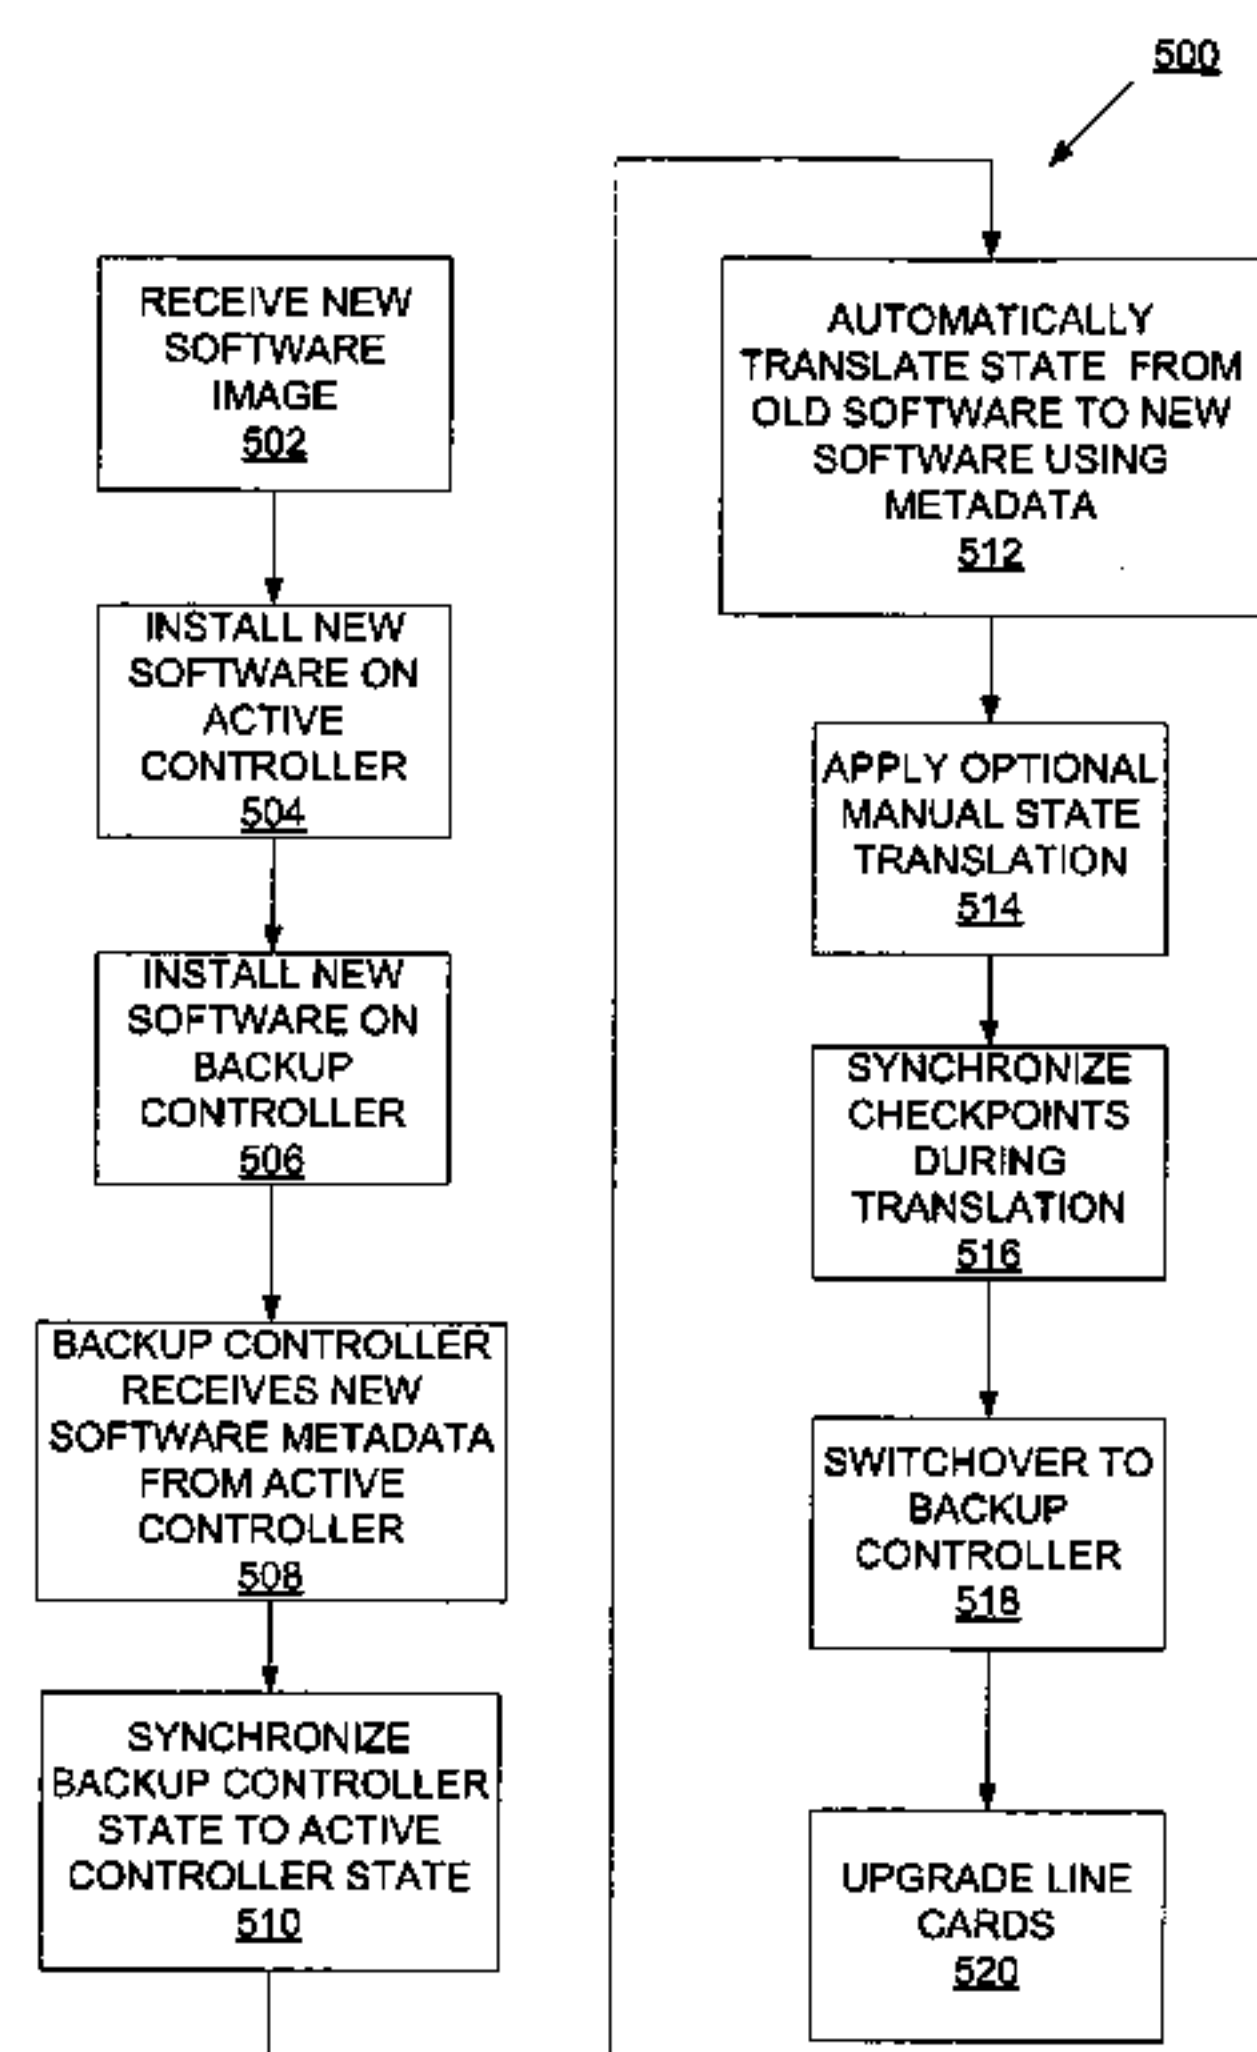 500
RECEIVE NEW
SOFTWARE
IMAGE
502
INSTALL NEW
SOFTWARE ON
ACTIVE
CONTROLLER
504
INSTALL NEW
SOFTWARE ON
BACKUP
CONTROLLER
506
BACKUP CONTROLLER
RECEIVES NEW
SOFTWARE METADATA
FROM ACTIVE
CONTROLLER
508
SYNCHRONIZE
BACKUP CONTROLLER
STATE TO ACTIVE
CONTROLLER STATE
510
AUTOMATICALLY
TRANSLATE STATE FROM
OLD SOFTWARE TO NEW
SOFTWARE USING
METADATA
512
APPLY OPTIONAL
MANUAL STATE
TRANSLATION
514
SYNCHRONIZE
CHECKPOINTS
DURING
TRANSLATION
516
SWITCHOVER TO
BACKUP
CONTROLLER
518
UPGRADE LINE
CARDS
520